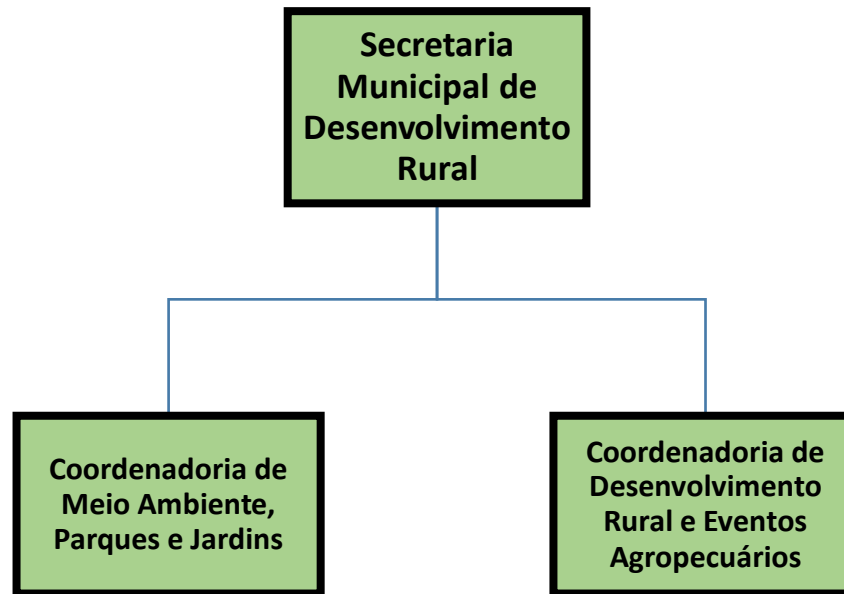 Secretaria
Municipal de
Desenvolvimento
Rural
Coordenadoria de
Meio Ambiente,
Parques e Jardins
Coordenadoria de
Desenvolvimento
Rural e Eventos
Agropecuários